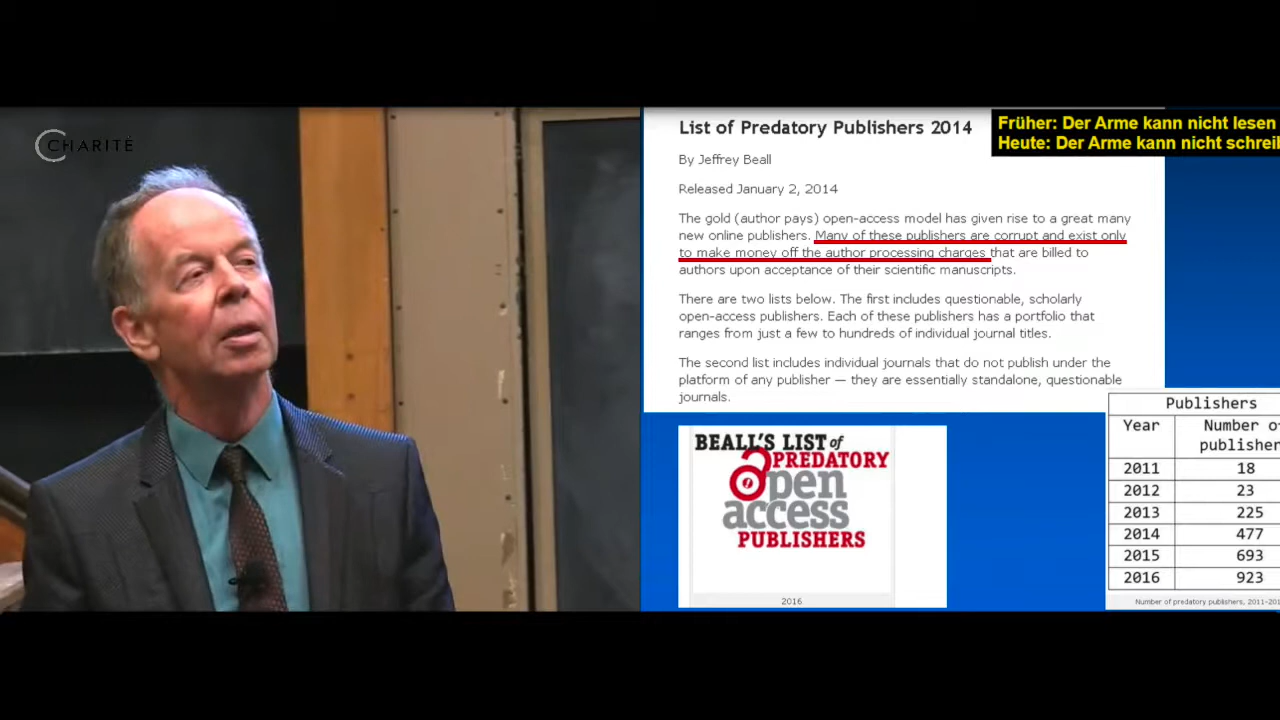 CHARITÉ
List of Predatory Publishers 2014
Früher: Der Arme kann nicht lesen
Heute: Der Arme kann nicht
By Jeffrey Beall
Released January 2, 2014
The gold (author pays) open-access model has given rise to a great many
new online publishers. Many of these publishers are corrupt and exist only
to make money off the author processing charges that are billed to
authors upon acceptance of their scientific manuscripts.
There are two lists below. The first includes questionable, scholarly
open-access publishers. Each of these publishers has a portfolio that
ranges from just a few to hundreds of individual journal titles.
The second list includes individual journals that do not publish under the
platform of any publisher — they are essentially standalone, questionable
journals.
BEALL'S LIST of
PREDATORY
open
access
PUBLISHERS
2016
Publishers
Year Number of
2011 18
2012 23
2013 225
2014 477
2015 693
2016 923
Number of predatory publishers,